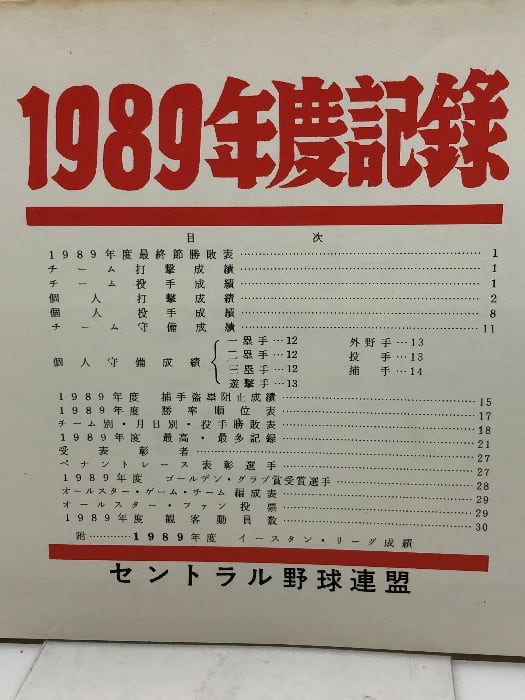 1989年度記録
目次
1989年度最終節勝敗表…………1
チーム打撃成績…………1
チーム投手成績…………1
個人打撃成績…………2
個人投手成績…………8
チーム守備成績…………11
個人守備成績
一塁手…12 外野手…13
二塁手…12 投手…13
三塁手…12 捕手…14
遊撃手…13
1989年度 捕手盗塁阻止成績…………15
1989年度 勝率順位表…………17
チーム別・月日別・投手勝敗表…………18
1989年度 最高・最多記録…………21
受表彰者…………27
ペナントレース表彰選手…………27
1989年度 ゴールデン・グラブ賞受賞選手…………28
オールスター・ゲーム・チーム編成表…………29
オールスター・ファン投票…………29
1989年度 観客動員数…………30
附…………1989年度 イースタン・リーグ成績
セントラル野球連盟